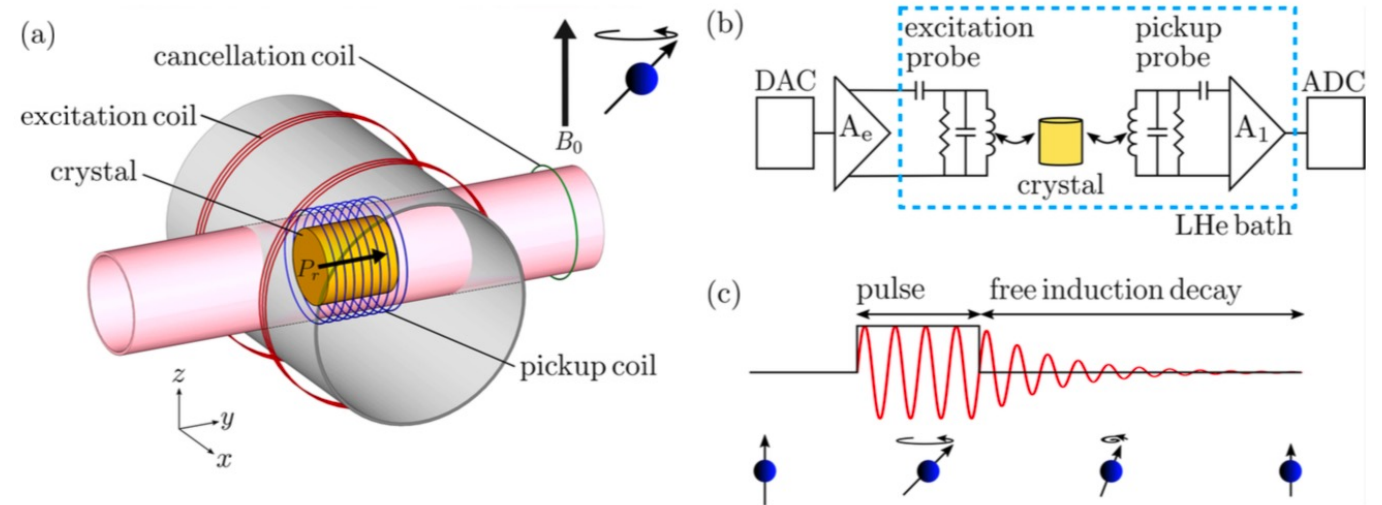 (a)
cancellation coil
excitation coil
crystal
B₀
Pᵣ
pickup coil
z
y
x
(b)
excitation
probe
pickup
probe
DAC
Aₑ
crystal
A₁
ADC
LHe bath
(c)
pulse
free induction decay